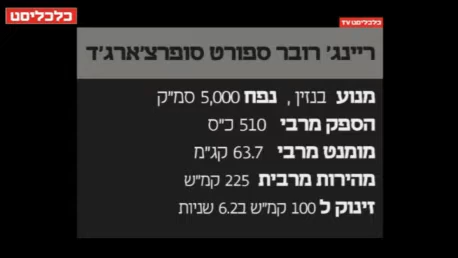 כלכליסט
כלכליסט TV
ריינג' רובר ספורט סופרצ'ארג'ד
מנוע בנזין , נפח 5,000 סמ"ק
הספק מרבי 510 כ"ס
מומנט מרבי 63.7 קג"מ
מהירות מרבית 225 קמ"ש
זינוק ל 100 קמ"ש ב6.2 שניות